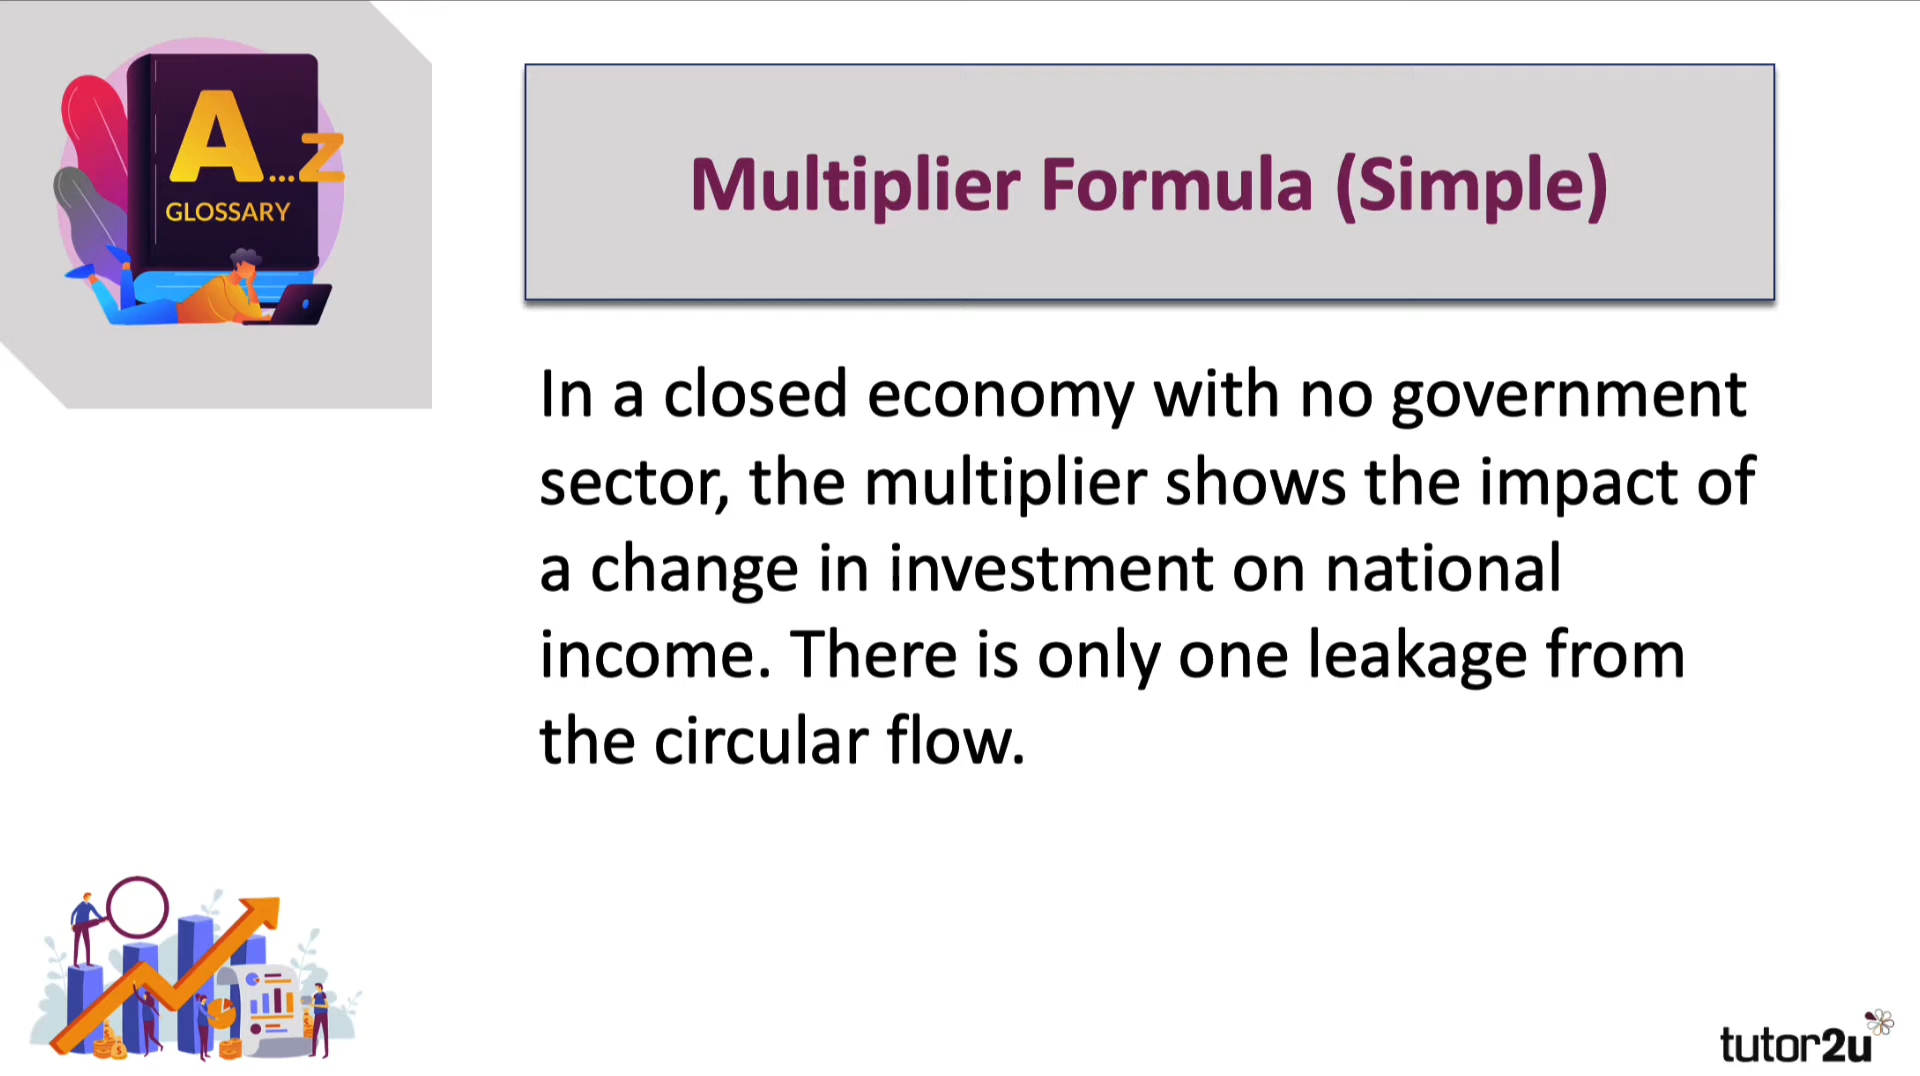 A...Z
GLOSSARY
Multiplier Formula (Simple)
In a closed economy with no government
sector, the multiplier shows the impact of
a change in investment on national
income. There is only one leakage from
the circular flow.
tutor2u